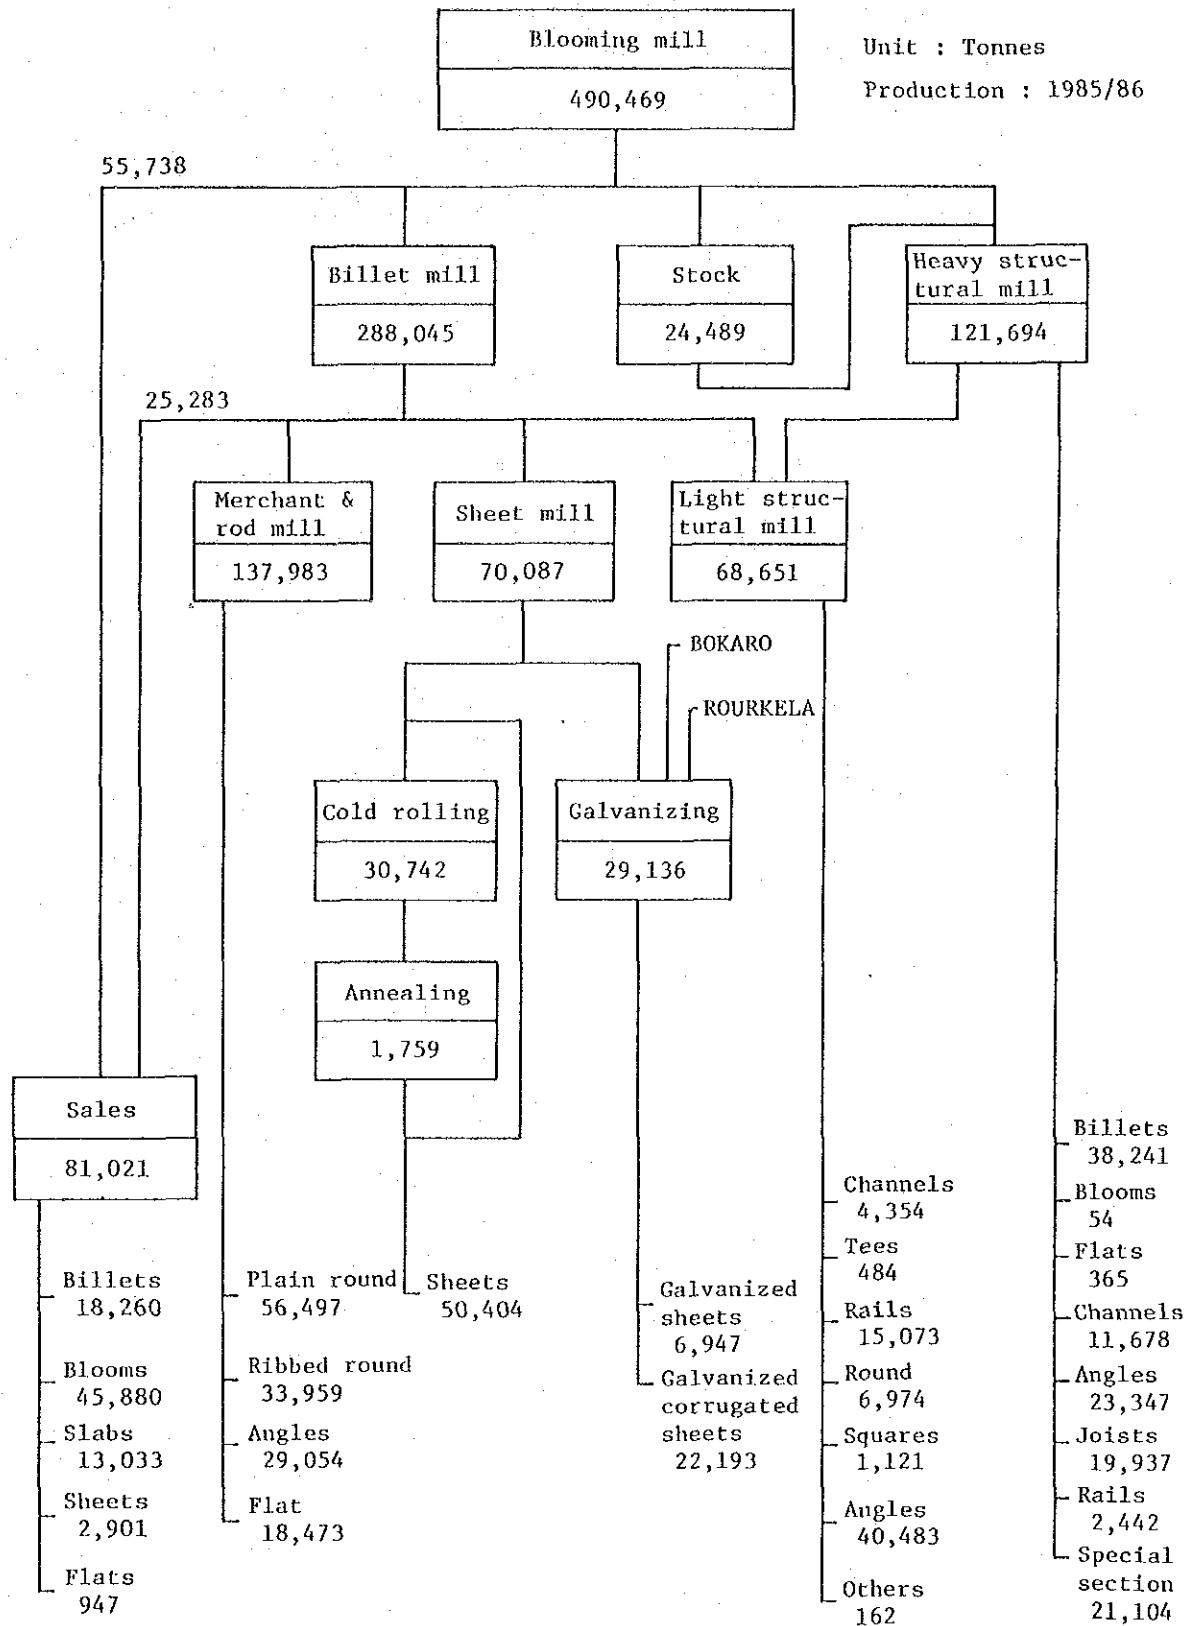 Blooming mill
490,469
Unit : Tonnes
Production : 1985/86
55,738
Billet mill
288,045
Stock
24,489
Heavy struc-
tural mill
121,694
25,283
Merchant &
rod mill
137,983
Sheet mill
70,087
Light struc-
tural mill
68,651
BOKARO
ROURKELA
Cold rolling
30,742
Galvanizing
29,136
Annealing
1,759
Sales
81,021
Billets
18,260
Blooms
45,880
Slabs
13,033
Sheets
2,901
Flats
947
Plain round
56,497
Ribbed round
33,959
Angles
29,054
Flat
18,473
Sheets
50,404
Galvanized
sheets
6,947
Galvanized
corrugated
sheets
22,193
Channels
4,354
Tees
484
Rails
15,073
Round
6,974
Squares
1,121
Angles
40,483
Others
162
Billets
38,241
Blooms
54
Flats
365
Channels
11,678
Angles
23,347
Joists
19,937
Rails
2,442
Special
section
21,104